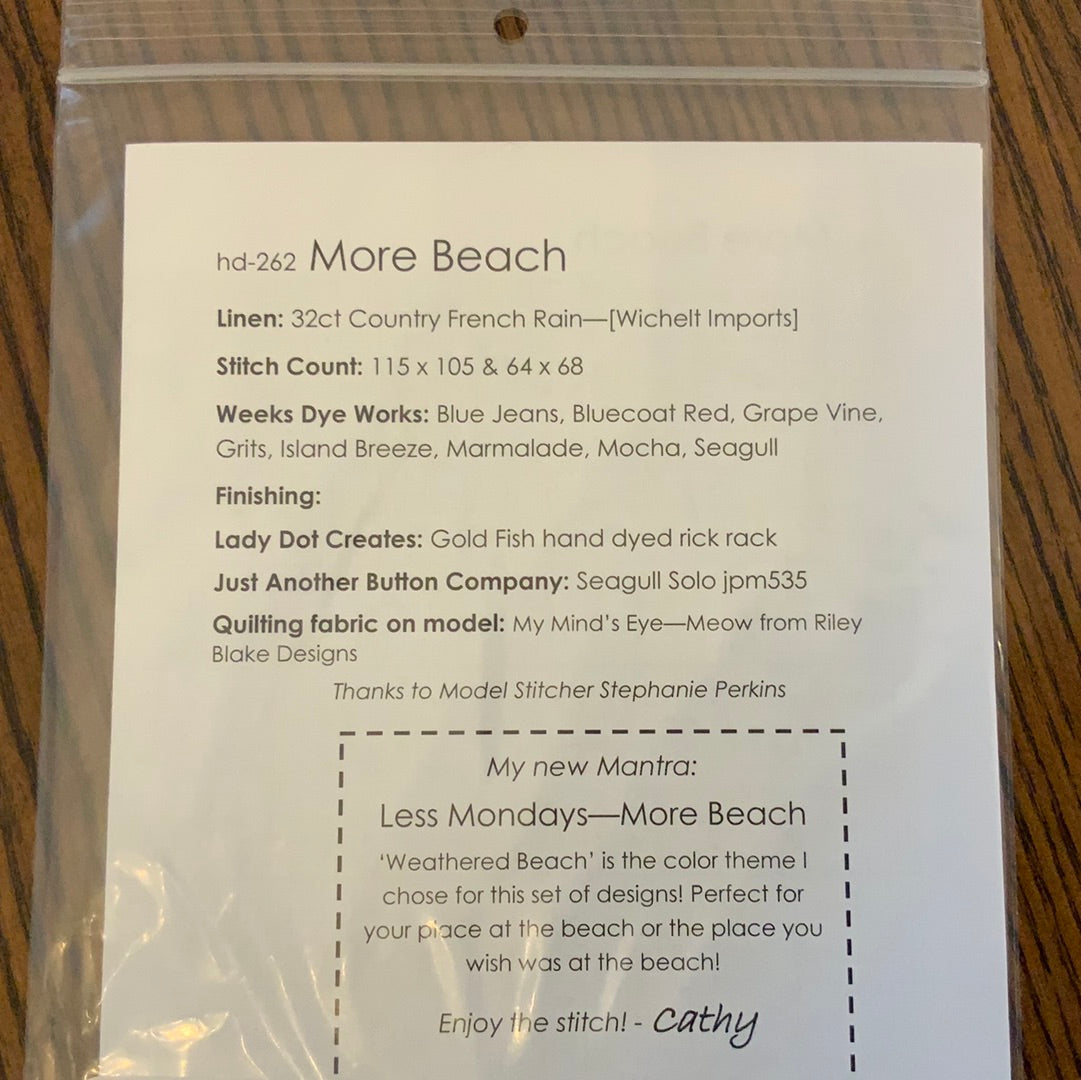 hd-262 More Beach
Linen: 32ct Country French Rain—[Wichelt Imports]
Stitch Count: 115 x 105 & 64 x 68
Weeks Dye Works: Blue Jeans, Bluecoat Red, Grape Vine,
Grits, Island Breeze, Marmalade, Mocha, Seagull
Finishing:
Lady Dot Creates: Gold Fish hand dyed rick rack
Just Another Button Company: Seagull Solo jpm535
Quilting fabric on model: My Mind's Eye—Meow from Riley
Blake Designs
Thanks to Model Stitcher Stephanie Perkins
My new Mantra:
Less Mondays—More Beach
‘Weathered Beach’ is the color theme I
chose for this set of designs! Perfect for
your place at the beach or the place you
wish was at the beach!
Enjoy the stitch! - Cathy